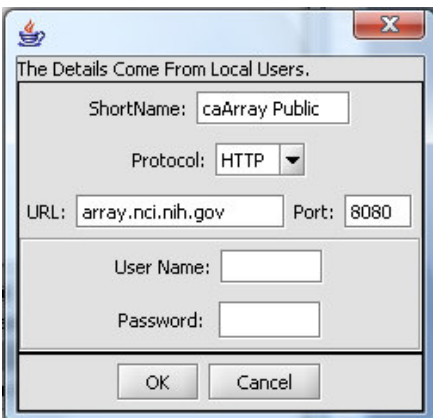 The Details Come From Local Users.
ShortName: caArray Public
Protocol: HTTP
URL: array.nci.nih.gov Port: 8080
User Name:
Password:
OK Cancel